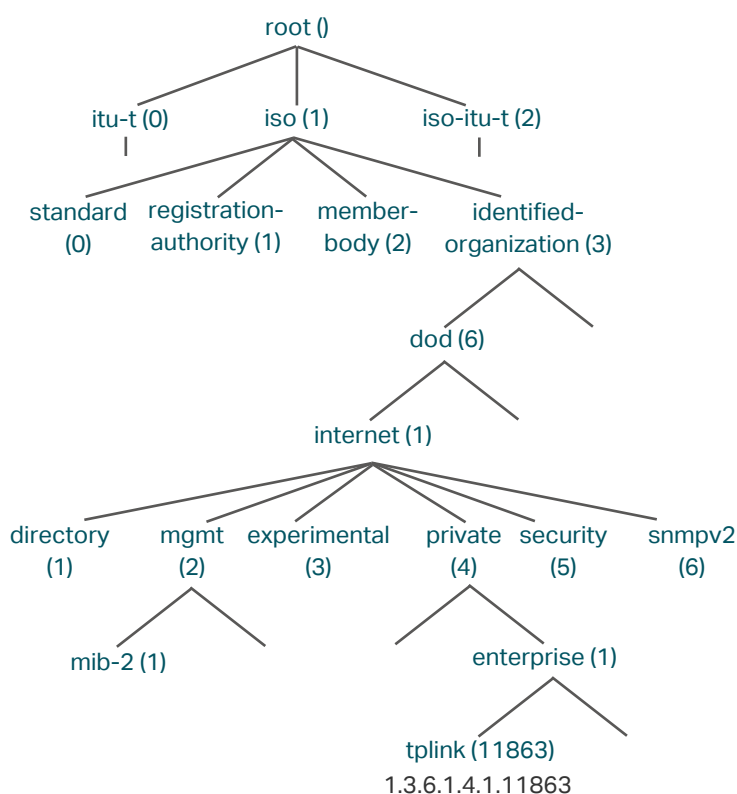 root ()
itu-t (0) iso (1) iso-itu-t (2)
standard registration- member- identified-
(0) authority (1) body (2) organization (3)
dod (6)
internet (1)
directory mgmt experimental private security snmpv2
(1) (2) (3) (4) (5) (6)
mib-2 (1) enterprise (1)
tplink (11863)
1.3.6.1.4.1.11863